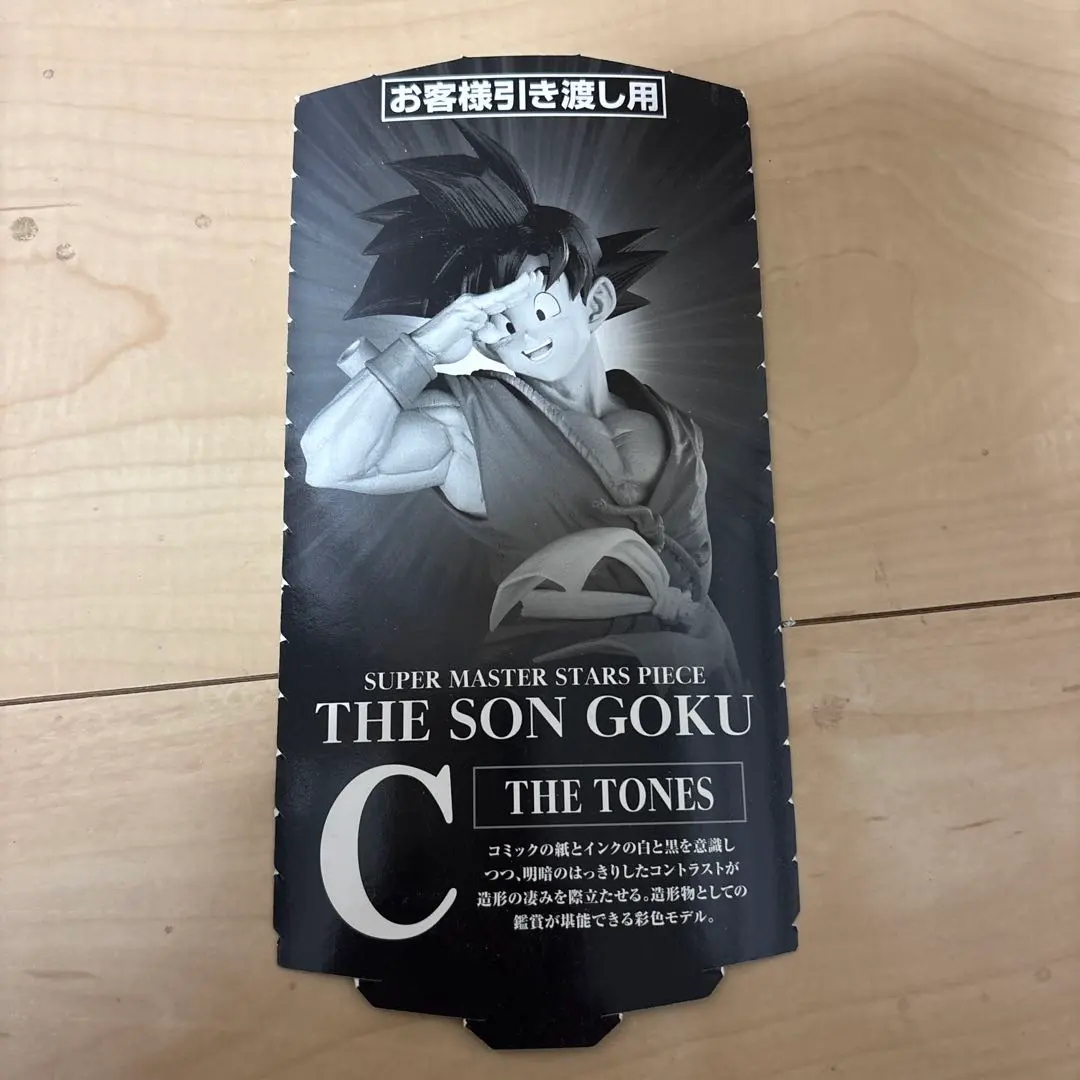 お客様引き渡し用
SUPER MASTER STARS PIECE
THE SON GOKU
C
THE TONES
コミックの紙とインクの白と黒を意識し
つつ、明暗のはっきりしたコントラストが
造形の凄みを際立たせる。造形物としての
鑑賞が堪能できる彩色モデル。